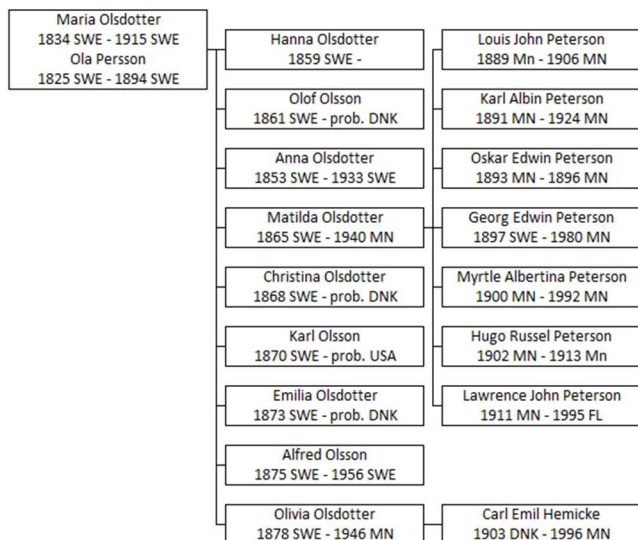 Maria Olsdotter
1834 SWE - 1915 SWE
Ola Persson
1825 SWE - 1894 SWE
Hanna Olsdotter
1859 SWE -
Olof Olsson
1861 SWE - prob. DNK
Anna Olsdotter
1853 SWE - 1933 SWE
Matilda Olsdotter
1865 SWE - 1940 MN
Christina Olsdotter
1868 SWE - prob. DNK
Karl Olsson
1870 SWE - prob. USA
Emilia Olsdotter
1873 SWE - prob. DNK
Alfred Olsson
1875 SWE - 1956 SWE
Olivia Olsdotter
1878 SWE - 1946 MN
Louis John Peterson
1889 Mn - 1906 MN
Karl Albin Peterson
1891 MN - 1924 MN
Oskar Edwin Peterson
1893 MN - 1896 MN
Georg Edwin Peterson
1897 SWE - 1980 MN
Myrtle Albertina Peterson
1900 MN - 1992 MN
Hugo Russel Peterson
1902 MN - 1913 Mn
Lawrence John Peterson
1911 MN - 1995 FL
Carl Emil Hemicke
1903 DNK - 1996 MN